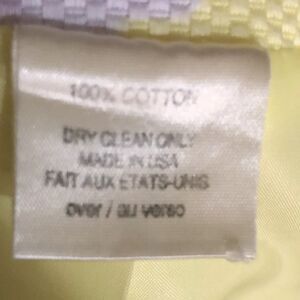 100% COTTON
DRY CLEAN ONLY
MADE IN USA
FAIT AUX ETATS-UNIS
over / au verso